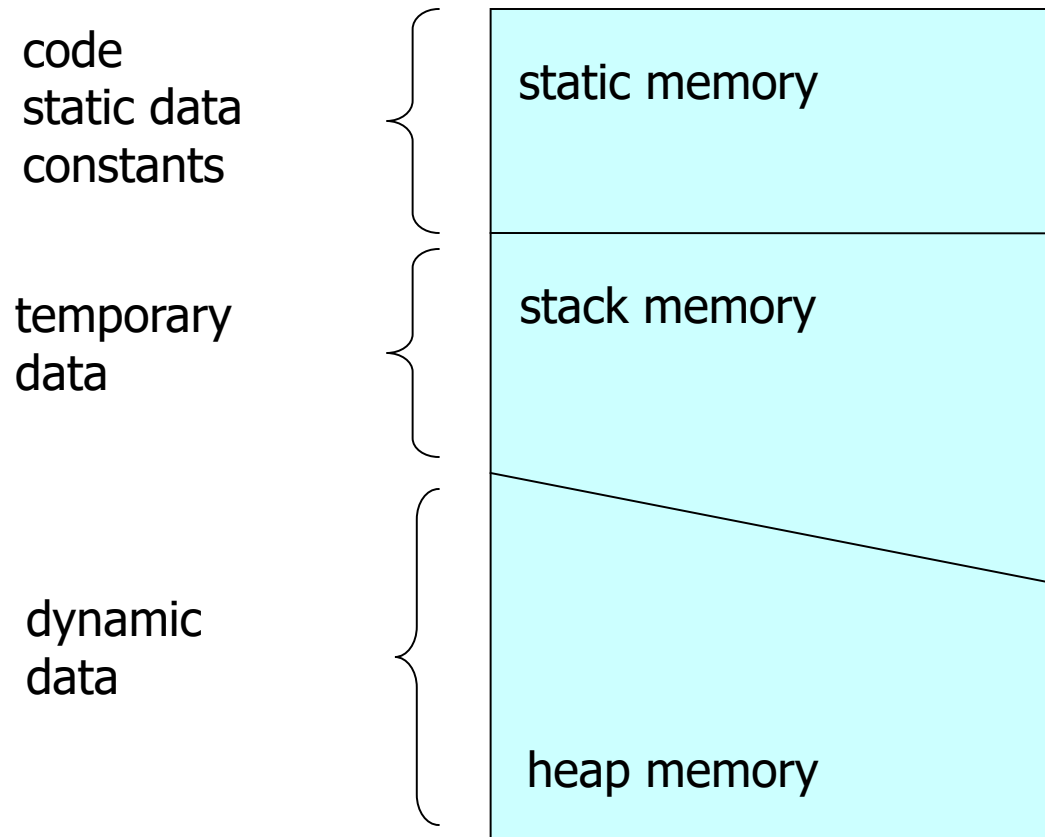 code
static data
constants
static memory
temporary
data
stack memory
dynamic
data
heap memory